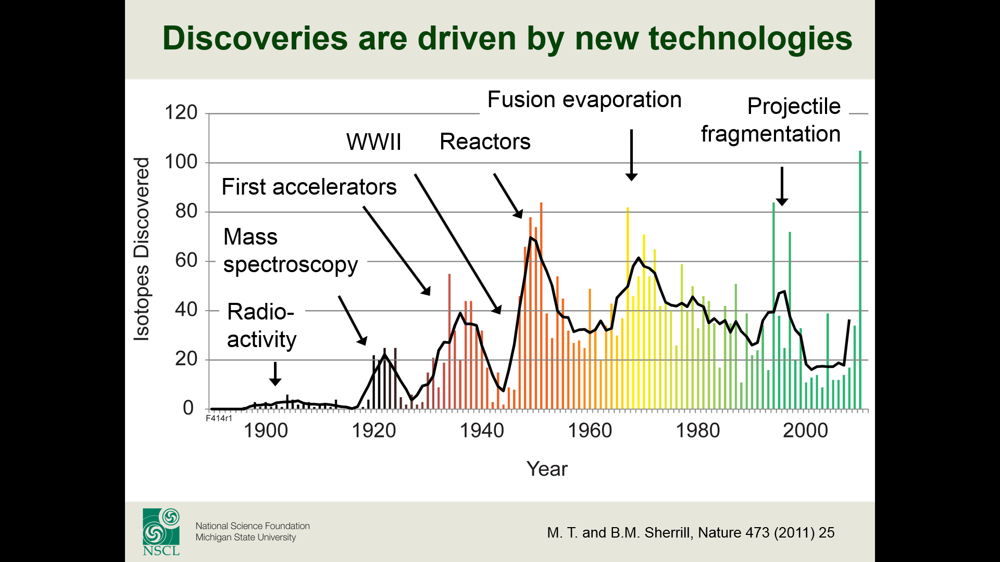 Discoveries are driven by new technologies
Fusion evaporation
Projectile
fragmentation
WWII
Reactors
First accelerators
Mass
spectroscopy
Radio-
activity
Isotopes Discovered
120
100
80
60
40
20
0
F414r1
1900 1920 1940 1960 1980 2000
Year
NSCL
National Science Foundation
Michigan State University
M. T. and B.M. Sherrill, Nature 473 (2011) 25